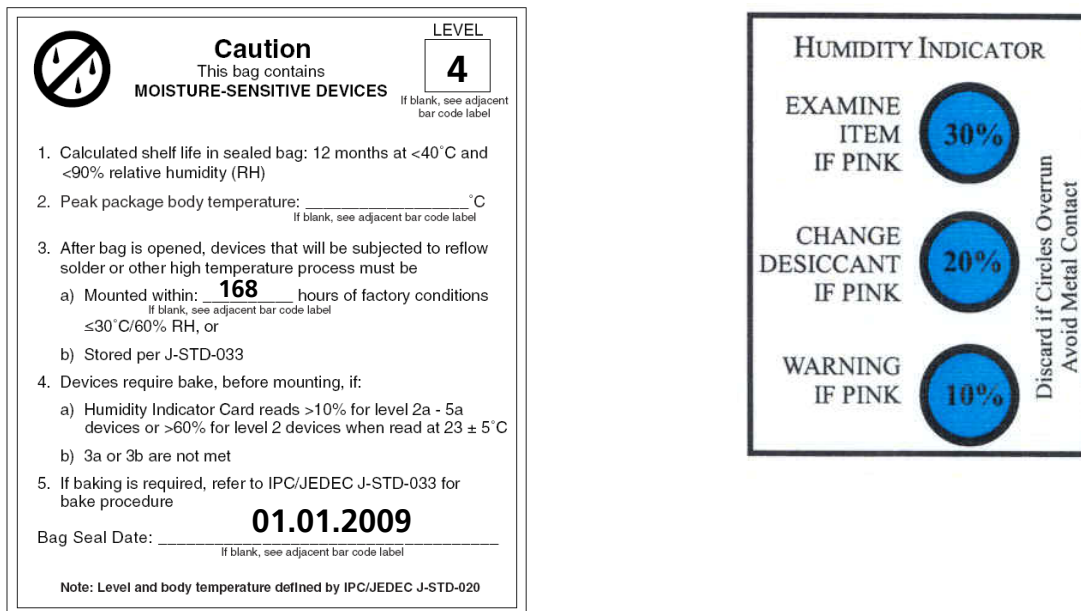 LEVEL
Caution
This bag contains
MOISTURE-SENSITIVE DEVICES
4
If blank, see adjacent
bar code label
1. Calculated shelf life in sealed bag: 12 months at <40˚C and
<90% relative humidity (RH)
2. Peak package body temperature: ___________________˚C
If blank, see adjacent bar code label
3. After bag is opened, devices that will be subjected to reflow
solder or other high temperature process must be
a) Mounted within: 168 hours of factory conditions
If blank, see adjacent bar code label
≤30˚C/60% RH, or
b) Stored per J-STD-033
4. Devices require bake, before mounting, if:
a) Humidity Indicator Card reads >10% for level 2a - 5a
devices or >60% for level 2 devices when read at 23 ± 5˚C
b) 3a or 3b are not met
5. If baking is required, refer to IPC/JEDEC J-STD-033 for
bake procedure
Bag Seal Date: 01.01.2009
If blank, see adjacent bar code label
Note: Level and body temperature defined by IPC/JEDEC J-STD-020
HUMIDITY INDICATOR
EXAMINE
ITEM
IF PINK
30%
CHANGE
DESICCANT
IF PINK
20%
WARNING
IF PINK
10%
Discard if Circles Overrun
Avoid Metal Contact